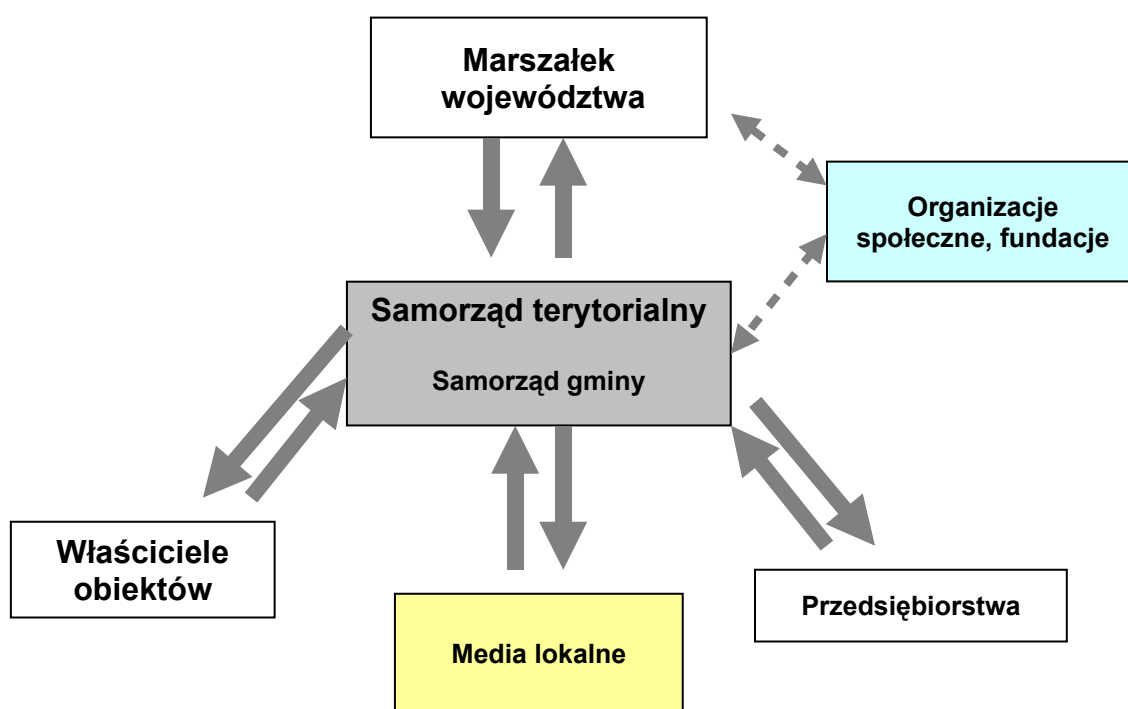 Marszałek
województwa
Organizacje
społeczne, fundacje
Samorząd terytorialny
Samorząd gminy
Właściciele
obiektów
Media lokalne
Przedsiębiorstwa